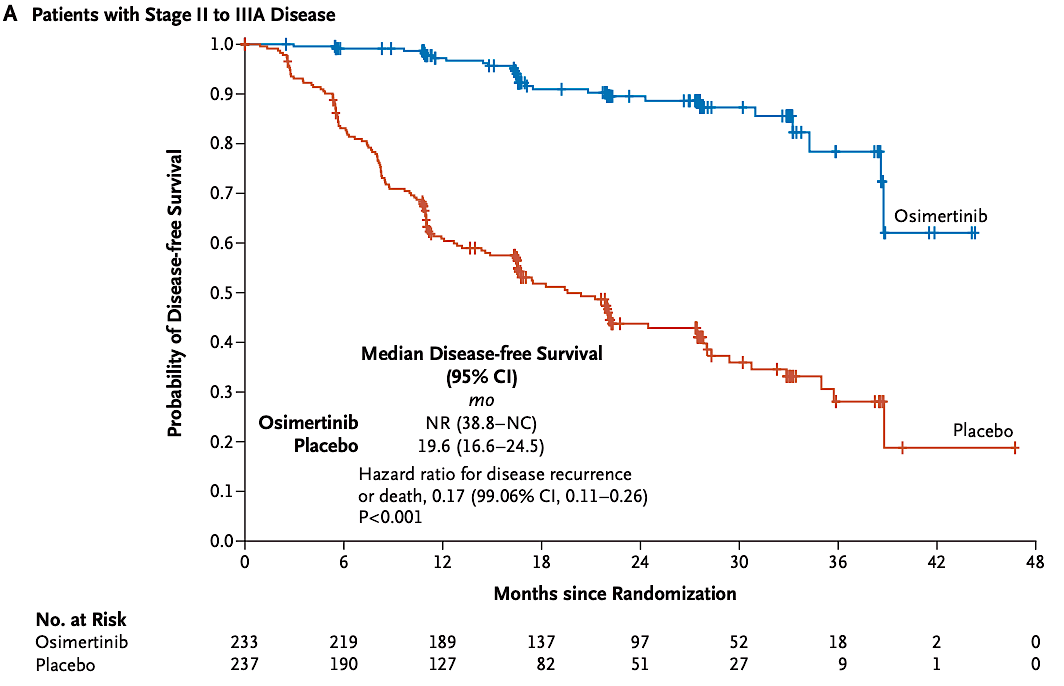 A Patients with Stage II to IIIA Disease
Probability of Disease-free Survival
1.0
0.9
0.8
0.7
0.6
0.5
0.4
0.3
0.2
0.1
0.0
Osimertinib
Placebo
Median Disease-free Survival
(95% CI)
mo
Osimertinib NR (38.8–NC)
Placebo 19.6 (16.6–24.5)
Hazard ratio for disease recurrence
or death, 0.17 (99.06% CI, 0.11–0.26)
P<0.001
0 6 12 18 24 30 36 42 48
Months since Randomization
No. at Risk
Osimertinib 233 219 189 137 97 52 18 2 0
Placebo 237 190 127 82 51 27 9 1 0